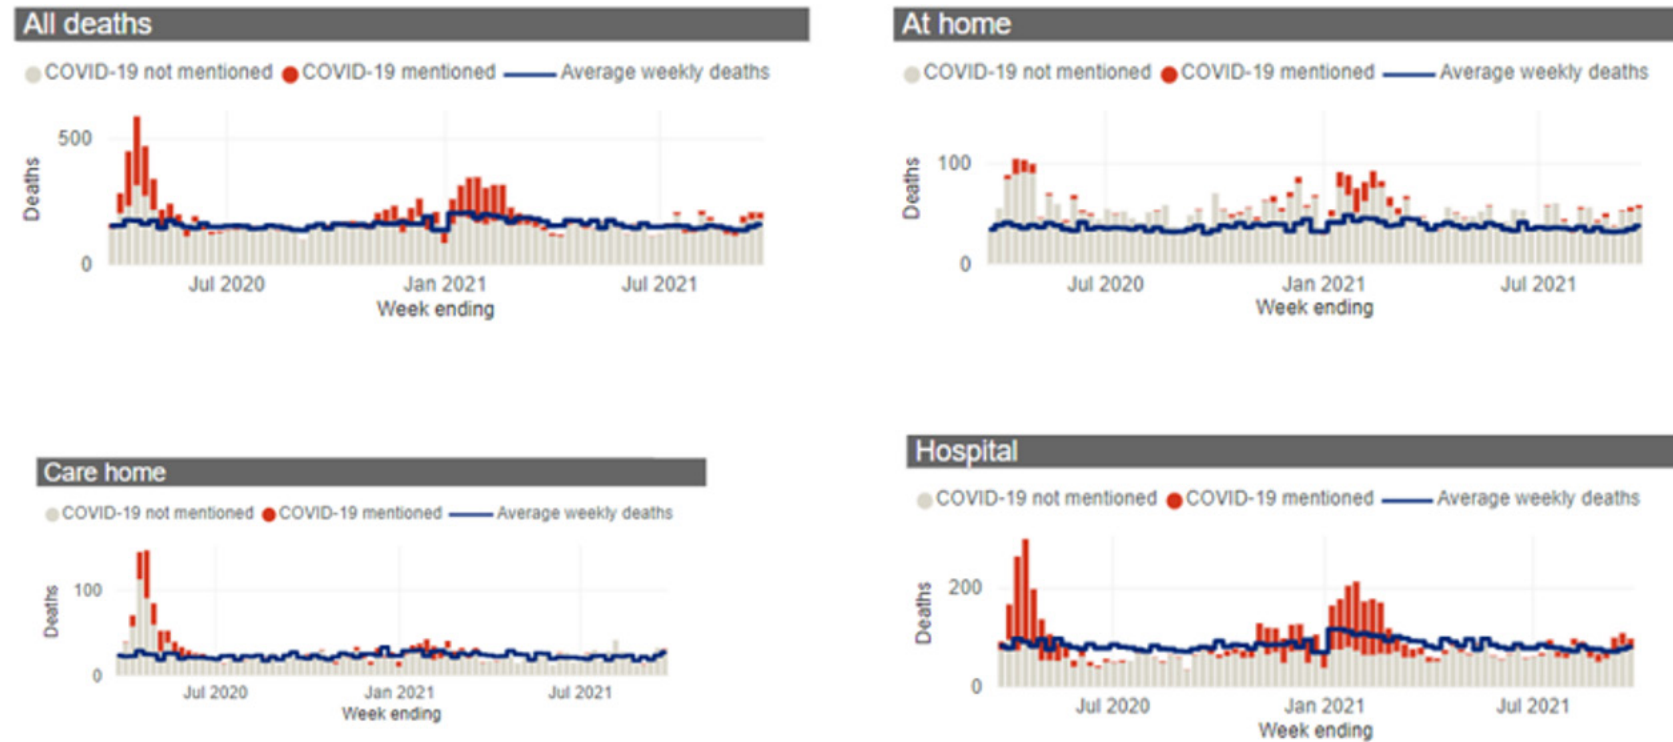 All deaths
COVID-19 not mentioned COVID-19 mentioned Average weekly deaths
500
0
Deaths
Jul 2020 Jan 2021 Jul 2021
Week ending
At home
COVID-19 not mentioned COVID-19 mentioned Average weekly deaths
100
0
Deaths
Jul 2020 Jan 2021 Jul 2021
Week ending
Care home
COVID-19 not mentioned COVID-19 mentioned Average weekly deaths
100
0
Deaths
Jul 2020 Jan 2021 Jul 2021
Week ending
Hospital
COVID-19 not mentioned COVID-19 mentioned Average weekly deaths
200
0
Deaths
Jul 2020 Jan 2021 Jul 2021
Week ending